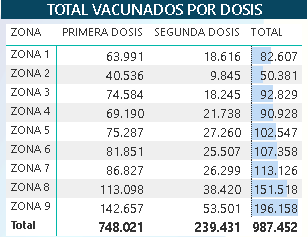 TOTAL VACUNADOS POR DOSIS
ZONA PRIMERA DOSIS SEGUNDA DOSIS TOTAL
ZONA 1 63.991 18.616 82.607
ZONA 2 40.536 9.845 50.381
ZONA 3 74.584 18.245 92.829
ZONA 4 69.190 21.738 90.928
ZONA 5 75.287 27.260 102.547
ZONA 6 81.851 25.507 107.358
ZONA 7 86.827 26.299 113.126
ZONA 8 113.098 38.420 151.518
ZONA 9 142.657 53.501 196.158
Total 748.021 239.431 987.452